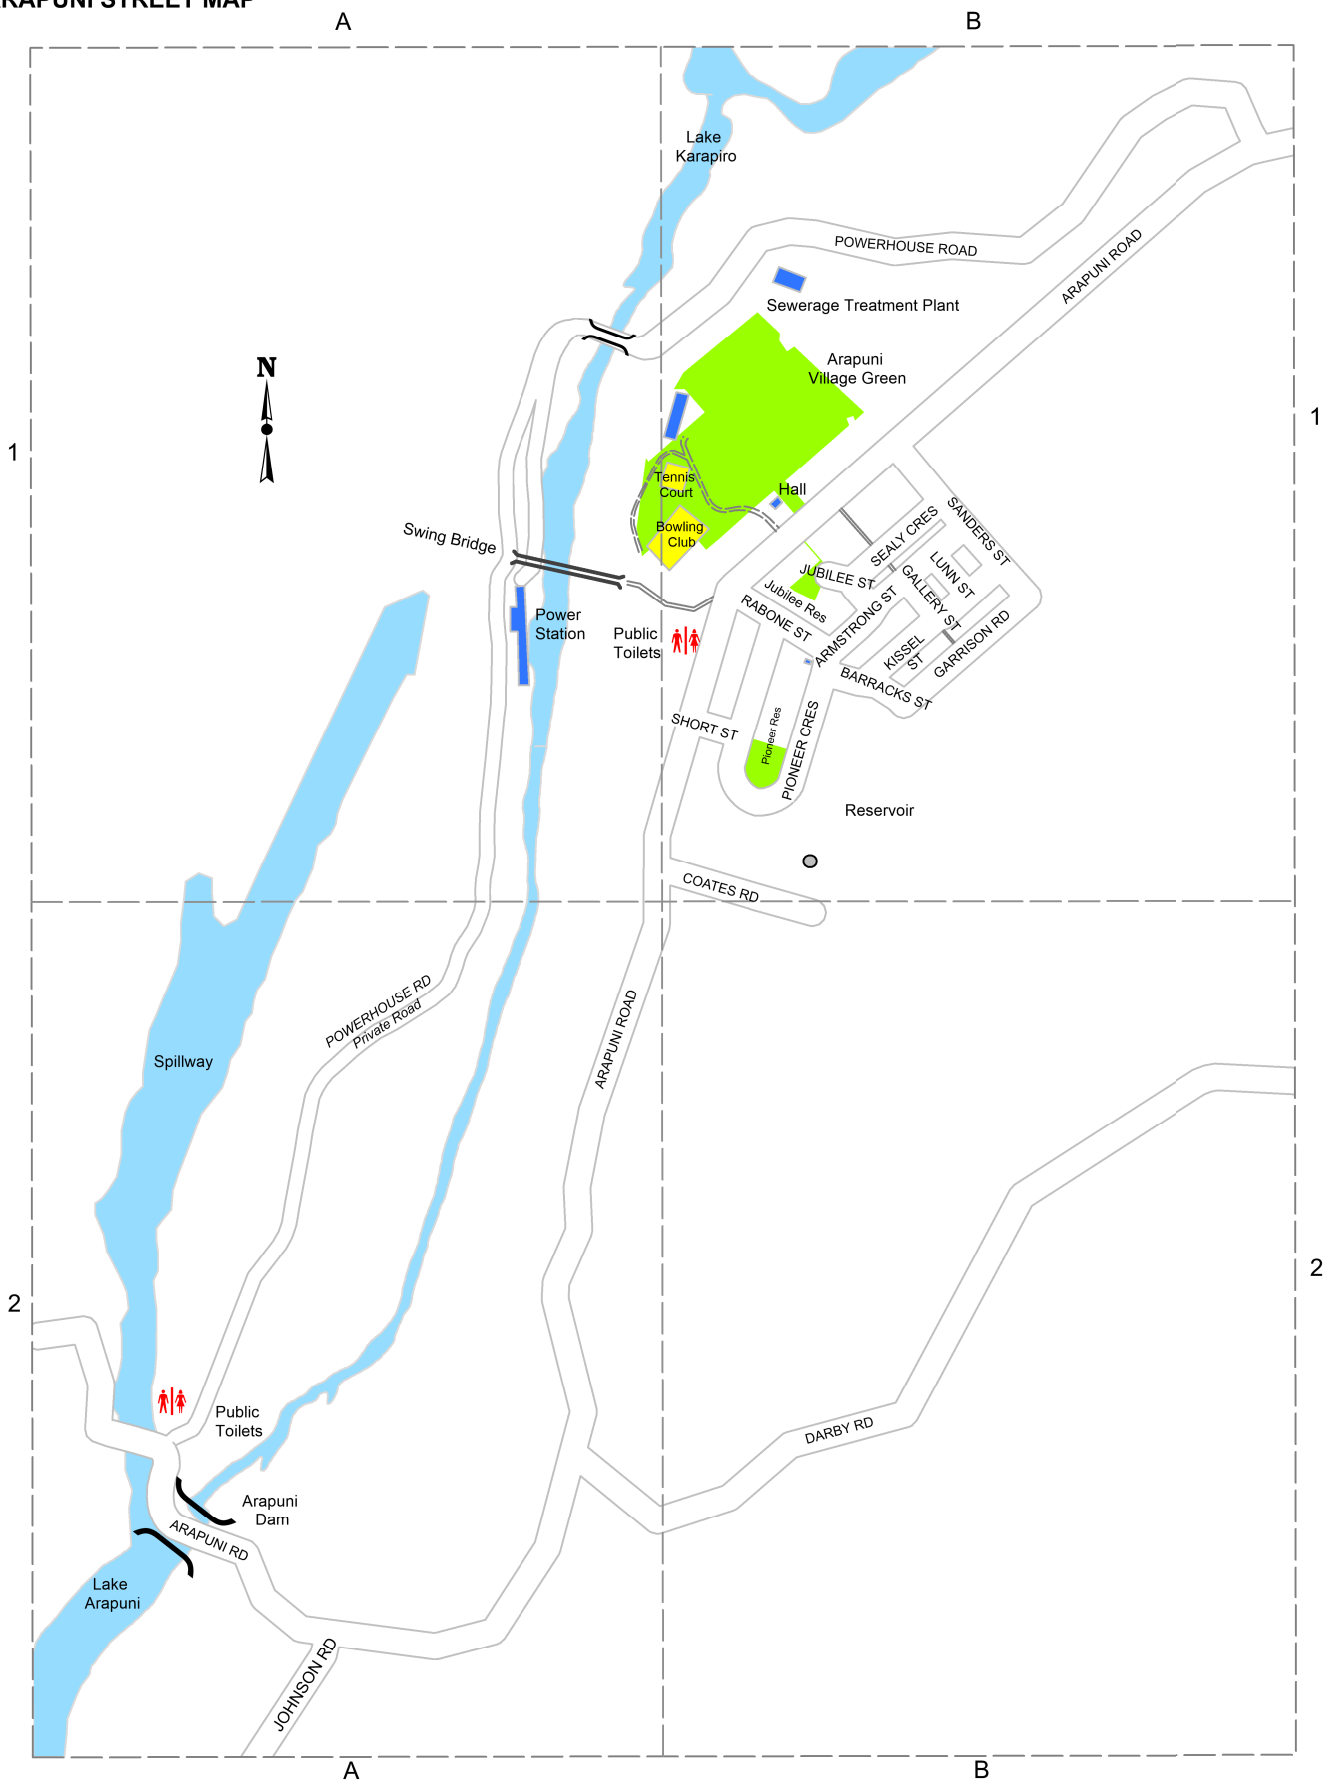 ARAPUNI STREET MAP
A
B
Lake
Karapiro
POWERHOUSE ROAD
ARAPUNI ROAD
Sewerage Treatment Plant
N
Arapuni
Village Green
1
1
Tennis
Court
Hall
Bowling
Club
Swing Bridge
SANDERS ST
SEALY CRES
LUNN ST
JUBILEE ST
GALLERY ST
Jubilee Res
RABONE ST
ARMSTRONG ST
Power
Station
Public
Toilets
KISSEL
ST
GARRISON RD
BARRACKS ST
SHORT ST
Pioneer Res
PIONEER CRES
Reservoir
COATES RD
POWERHOUSE RD
Private Road
ARAPUNI ROAD
Spillway
2
2
Public
Toilets
DARBY RD
Arapuni
Dam
ARAPUNI RD
Lake
Arapuni
JOHNSON RD
A
B